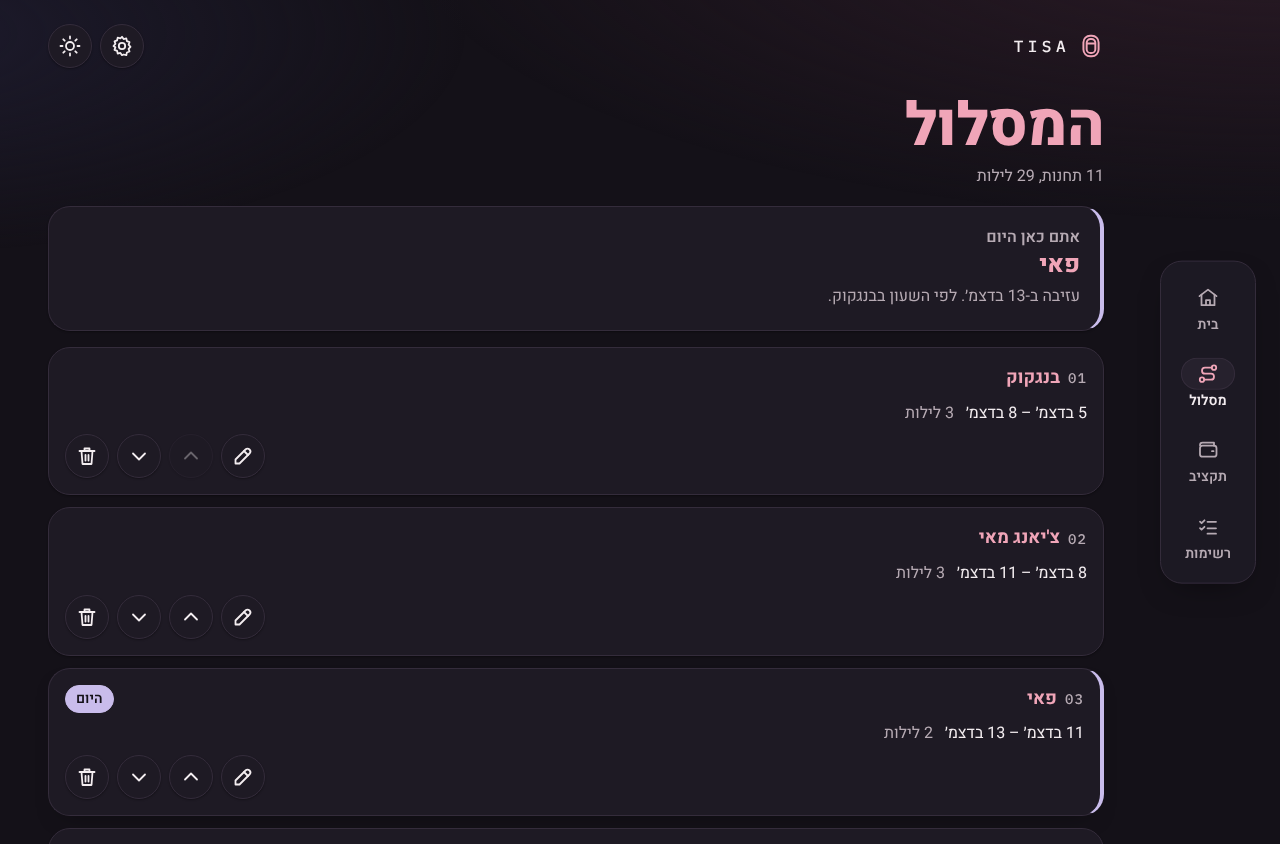 TISA
המסלול
11 תחנות, 29 לילות
אתם כאן היום
פאי
עזיבה ב-13 בדצמ׳. לפי השעון בבנגקוק.
01 בנגקוק
5 בדצמ׳ – 8 בדצמ׳ 3 לילות
02 צ'יאנג מאי
8 בדצמ׳ – 11 בדצמ׳ 3 לילות
03 פאי
היום
11 בדצמ׳ – 13 בדצמ׳ 2 לילות
בית
מסלול
תקציב
רשימות